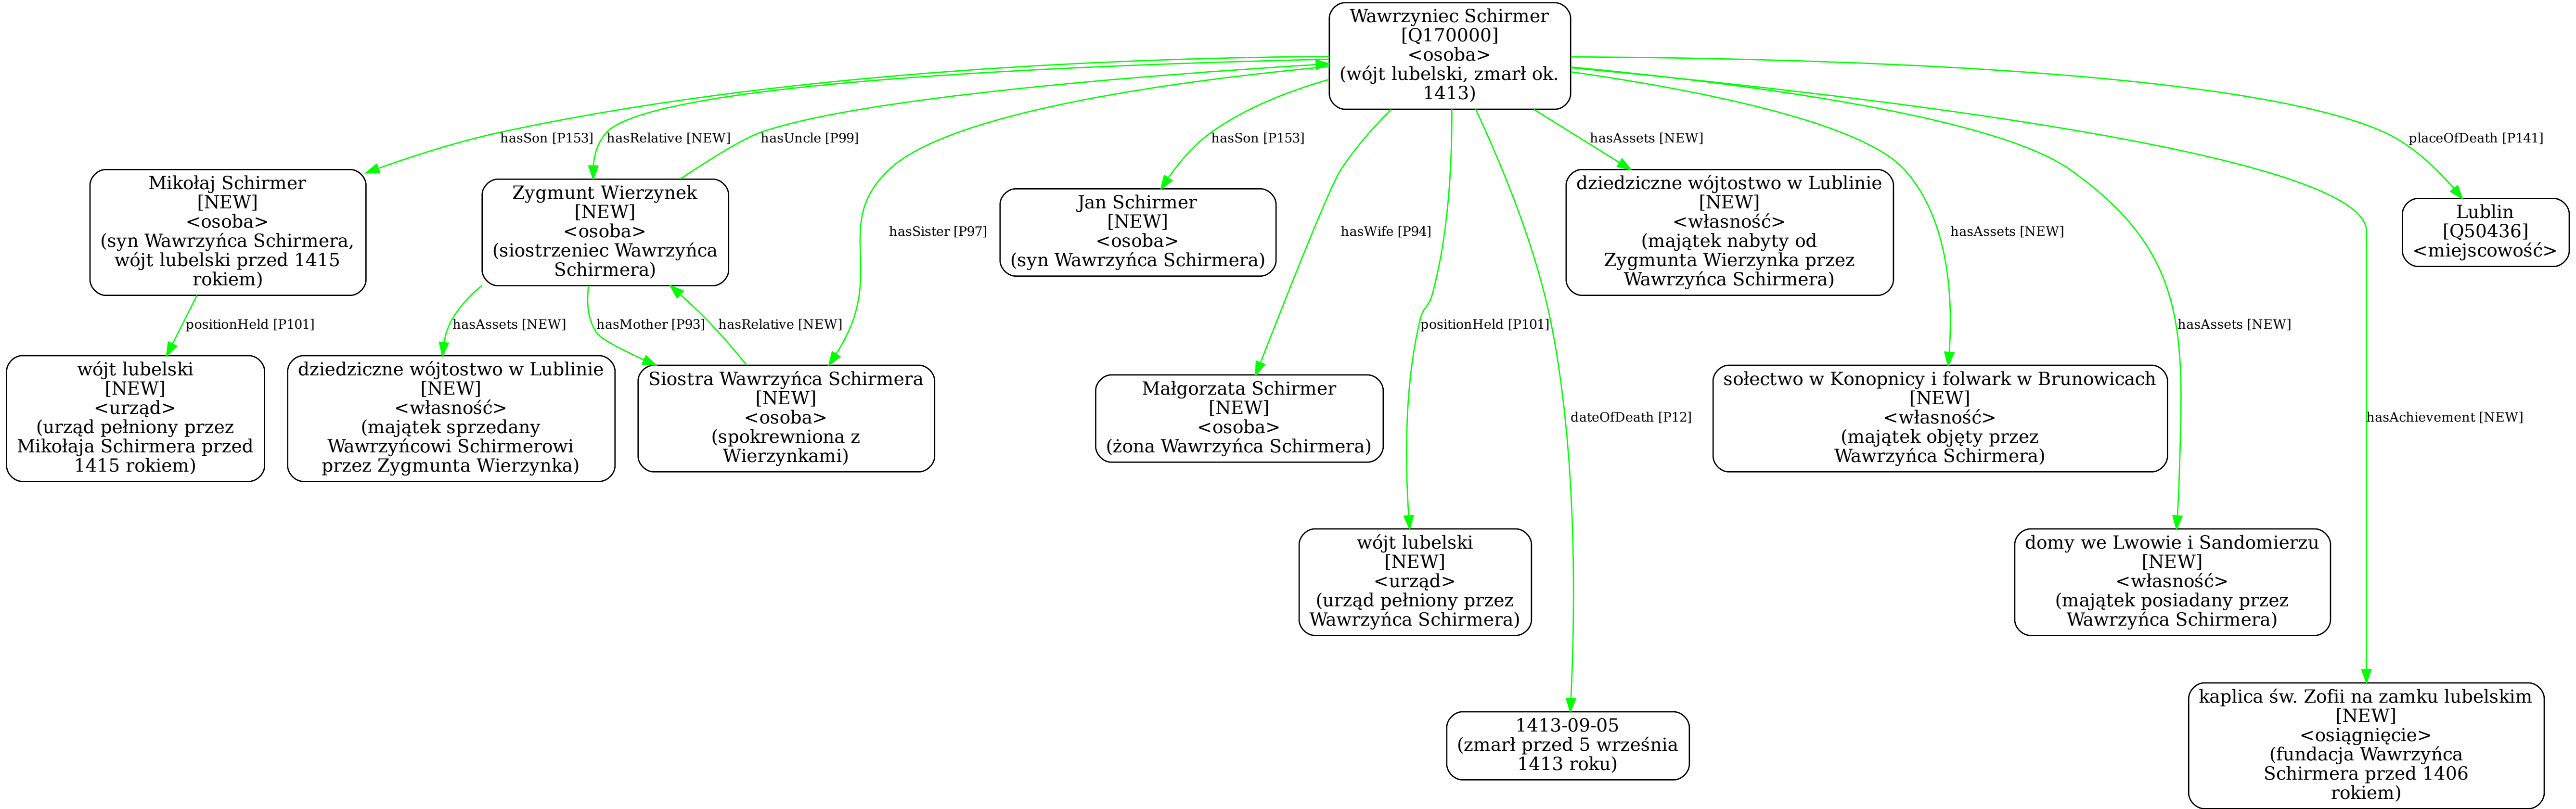 Wawrzyniec Schirmer
[Q170000]
<osoba>
(wójt lubelski, zmarł ok.
1413)
hasSon [P153]
hasRelative [NEW]
hasUncle [P99]
hasSon [P153]
hasAssets [NEW]
placeOfDeath [P141]
Mikołaj Schirmer
[NEW]
<osoba>
(syn Wawrzyńca Schirmera,
wójt lubelski przed 1415
rokiem)
Zygmunt Wierzynek
[NEW]
<osoba>
(siostrzeniec Wawrzyńca
Schirmera)
hasSister [P97]
Jan Schirmer
[NEW]
<osoba>
(syn Wawrzyńca Schirmera)
hasWife [P94]
dziedziczne wójtostwo w Lublinie
[NEW]
<własność>
(majątek nabyty od
Zygmunta Wierzynka przez
Wawrzyńca Schirmera)
hasAssets [NEW]
Lublin
[Q50436]
<miejscowość>
positionHeld [P101]
hasAssets [NEW]
hasMother [P93]
hasRelative [NEW]
positionHeld [P101]
hasAssets [NEW]
wójt lubelski
[NEW]
<urząd>
(urząd pełniony przez
Mikołaja Schirmera przed
1415 rokiem)
dziedziczne wójtostwo w Lublinie
[NEW]
<własność>
(majątek sprzedany
Wawrzyńcowi Schirmerowi
przez Zygmunta Wierzynka)
Siostra Wawrzyńca Schirmera
[NEW]
<osoba>
(spokrewniona z
Wierzynkami)
Małgorzata Schirmer
[NEW]
<osoba>
(żona Wawrzyńca Schirmera)
dateOfDeath [P12]
sołectwo w Konopnicy i folwark w Brunowicach
[NEW]
<własność>
(majątek objęty przez
Wawrzyńca Schirmera)
hasAchievement [NEW]
wójt lubelski
[NEW]
<urząd>
(urząd pełniony przez
Wawrzyńca Schirmera)
domy we Lwowie i Sandomierzu
[NEW]
<własność>
(majątek posiadany przez
Wawrzyńca Schirmera)
1413-09-05
(zmarł przed 5 września
1413 roku)
kaplica św. Zofii na zamku lubelskim
[NEW]
<osiągnięcie>
(fundacja Wawrzyńca
Schirmera przed 1406
rokiem)